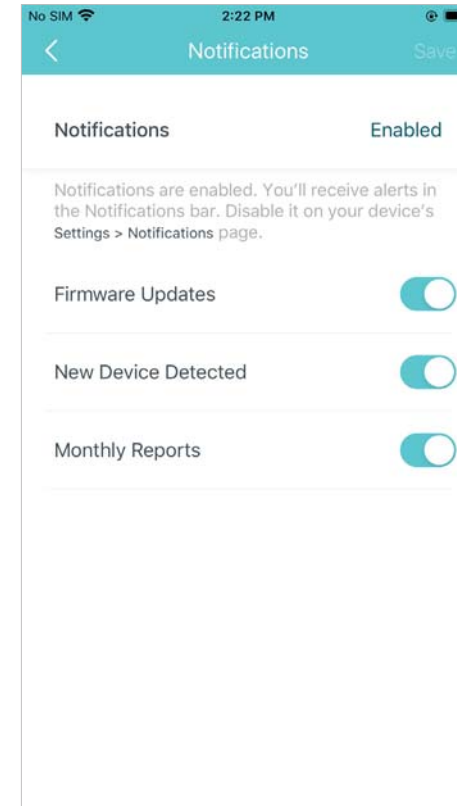 No SIM 2:22 PM
Notifications Save
Notifications Enabled
Notifications are enabled. You'll receive alerts in
the Notifications bar. Disable it on your device's
Settings > Notifications page.
Firmware Updates
New Device Detected
Monthly Reports